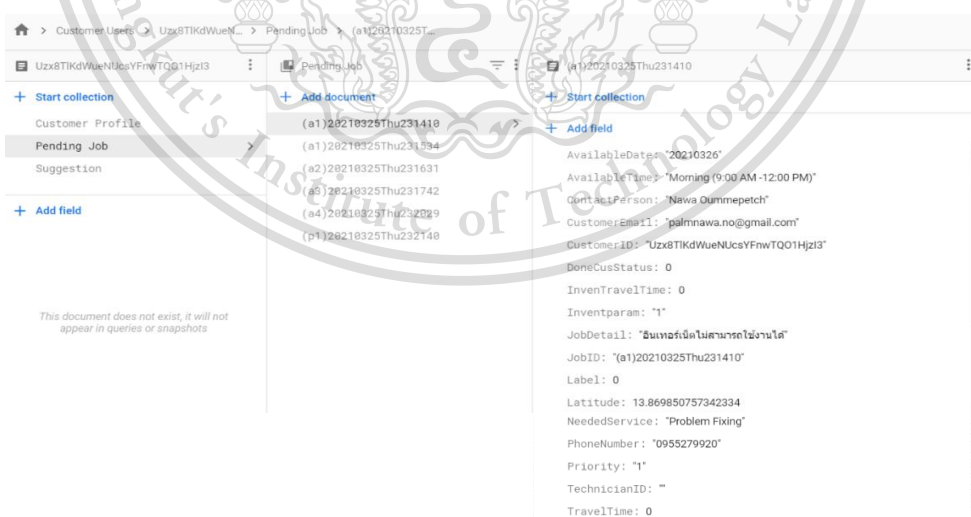 Customer Users > Uzx8TlKdWueN... > Pending Job > (a1)20210325T...
Uzx8TlKdWueNUcsYFnwTQO1HjzI3
Start collection
Customer Profile
Pending Job
Suggestion
Add field
This document does not exist, it will not
appear in queries or snapshots
Pending Job
Add document
(a1)20210325Thu231410
(a1)20210325Thu231534
(a2)20210325Thu231631
(a3)20210325Thu231742
(a4)20210325Thu232029
(p1)20210325Thu232140
(a1)20210325Thu231410
Start collection
Add field
AvailableDate: "20210326"
AvailableTime: "Morning (9:00 AM -12:00 PM)"
ContactPerson: "Nawa Oummepetch"
CustomerEmail: "palmnawa.no@gmail.com"
CustomerID: "Uzx8TlKdWueNUcsYFnwTQO1HjzI3"
DoneCusStatus: 0
InvenTravelTime: 0
Inventparam: "1"
JobDetail: "อินเทอร์เน็ตไม่สามารถใช้งานได้"
JobID: "(a1)20210325Thu231410"
Label: 0
Latitude: 13.869850757342334
NeededService: "Problem Fixing"
PhoneNumber: "0955279920"
Priority: "1"
TechnicianID: ""
TravelTime: 0
Institute of Technology